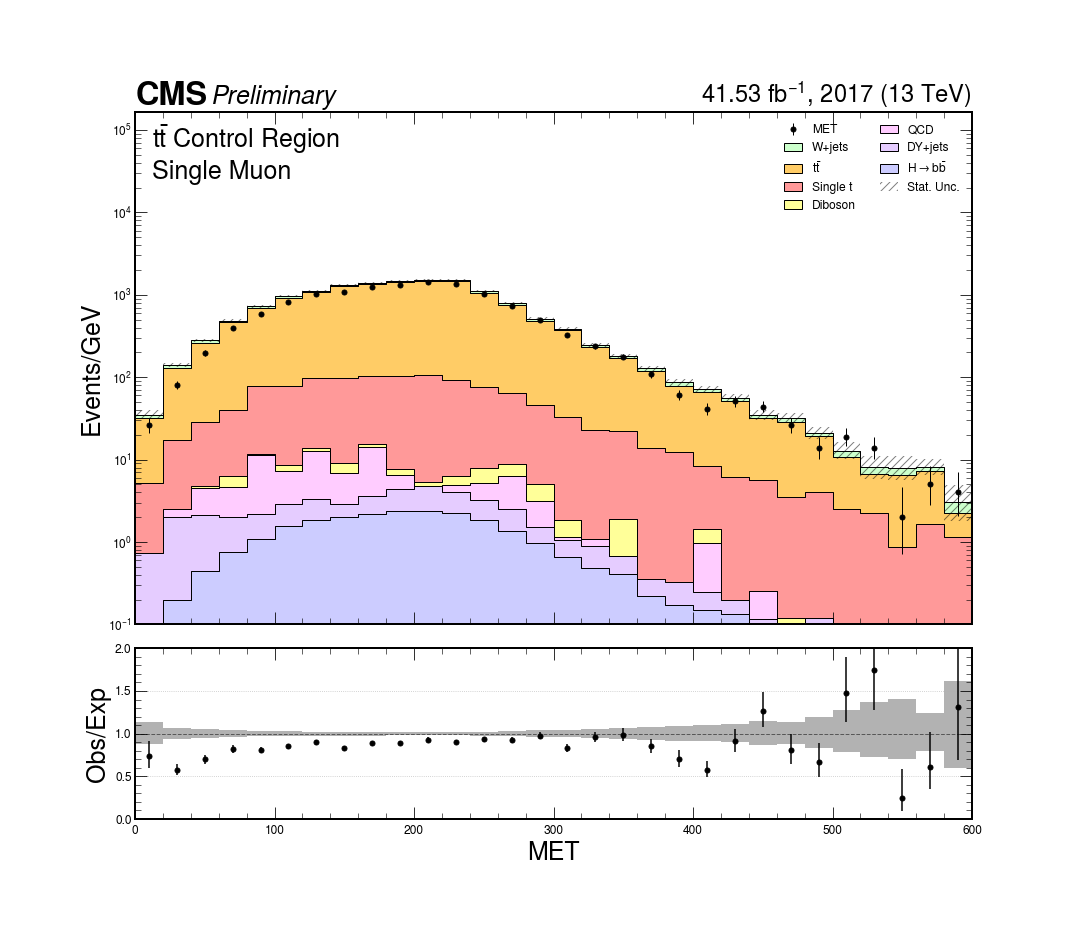 CMS Preliminary 41.53 fb⁻¹, 2017 (13 TeV)
tt̄ Control Region
Single Muon
MET
W+jets
tt̄
Single t
Diboson
QCD
DY+jets
H→bb̄
Stat. Unc.
Events/GeV
10⁵
10⁴
10³
10²
10¹
10⁰
10⁻¹
Obs/Exp
2.0
1.5
1.0
0.5
0.0
0 100 200 300 400 500 600
MET